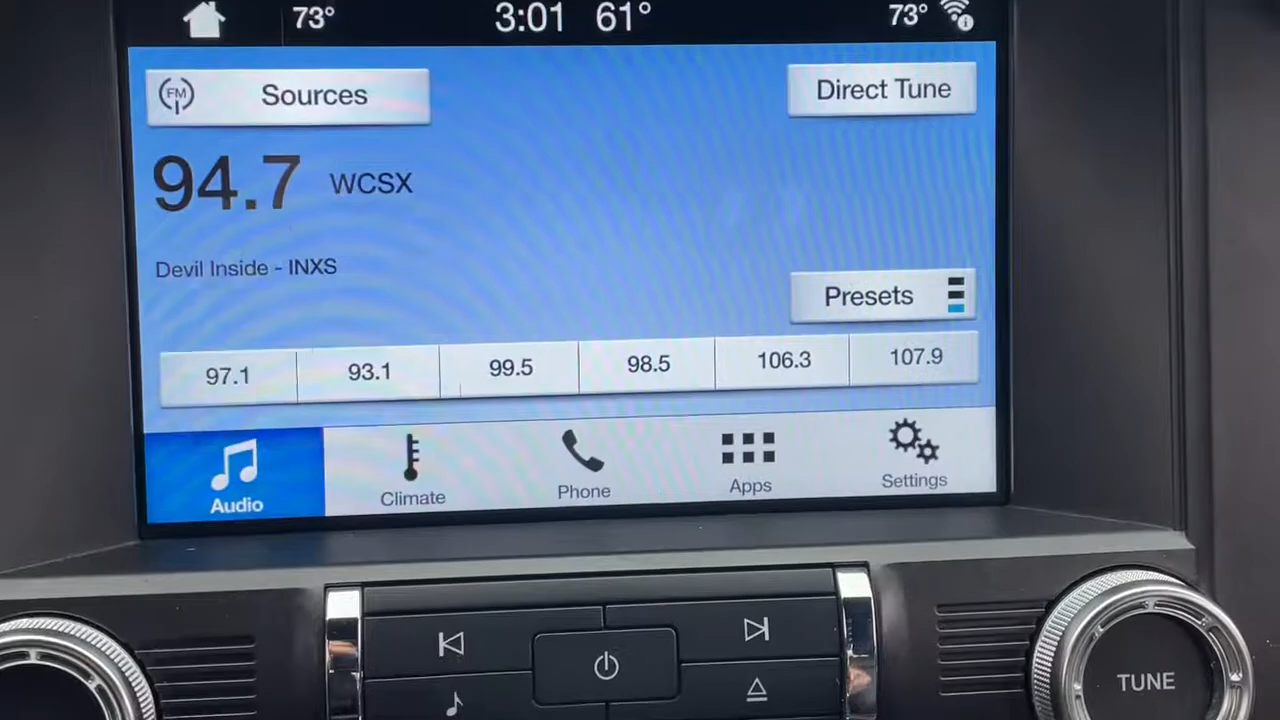 73° 3:01 61° 73°
FM Sources Direct Tune
94.7 WCSX
Devil Inside - INXS
Presets
97.1 93.1 99.5 98.5 106.3 107.9
Audio Climate Phone Apps Settings
TUNE